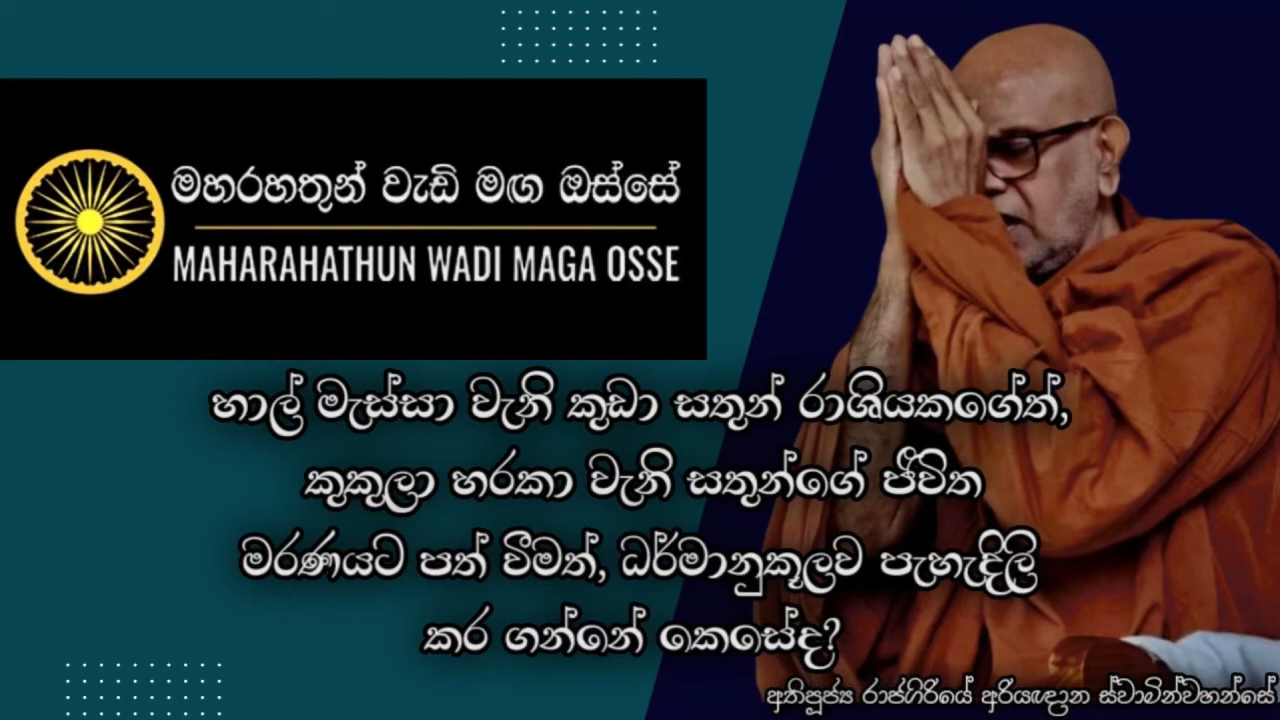 මහරහතුන් වැඩි මඟ ඔස්සේ
MAHARAHATHUN WADI MAGA OSSE
හාල් මැස්සා වැනි කුඩා සතුන් රාශියකගේත්,
කුකුලා හරකා වැනි සතුන්ගේ ජීවිත
මරණයට පත් වීමත්, ධර්මානුකූලව පැහැදිලි
කර ගන්නේ කෙසේද?
අතිපූජ්‍ය රාජගිරියේ අරියඥාන ස්වාමින්වහන්සේ